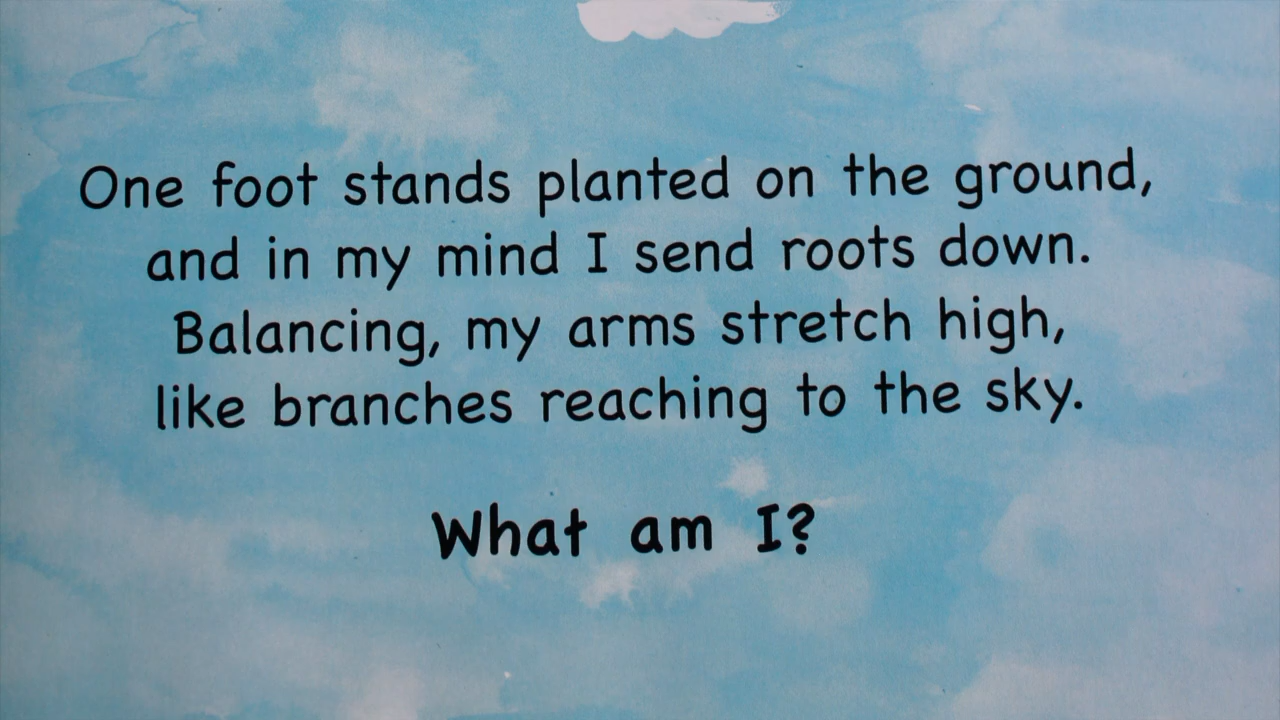 One foot stands planted on the ground,
and in my mind I send roots down.
Balancing, my arms stretch high,
like branches reaching to the sky.
What am I?